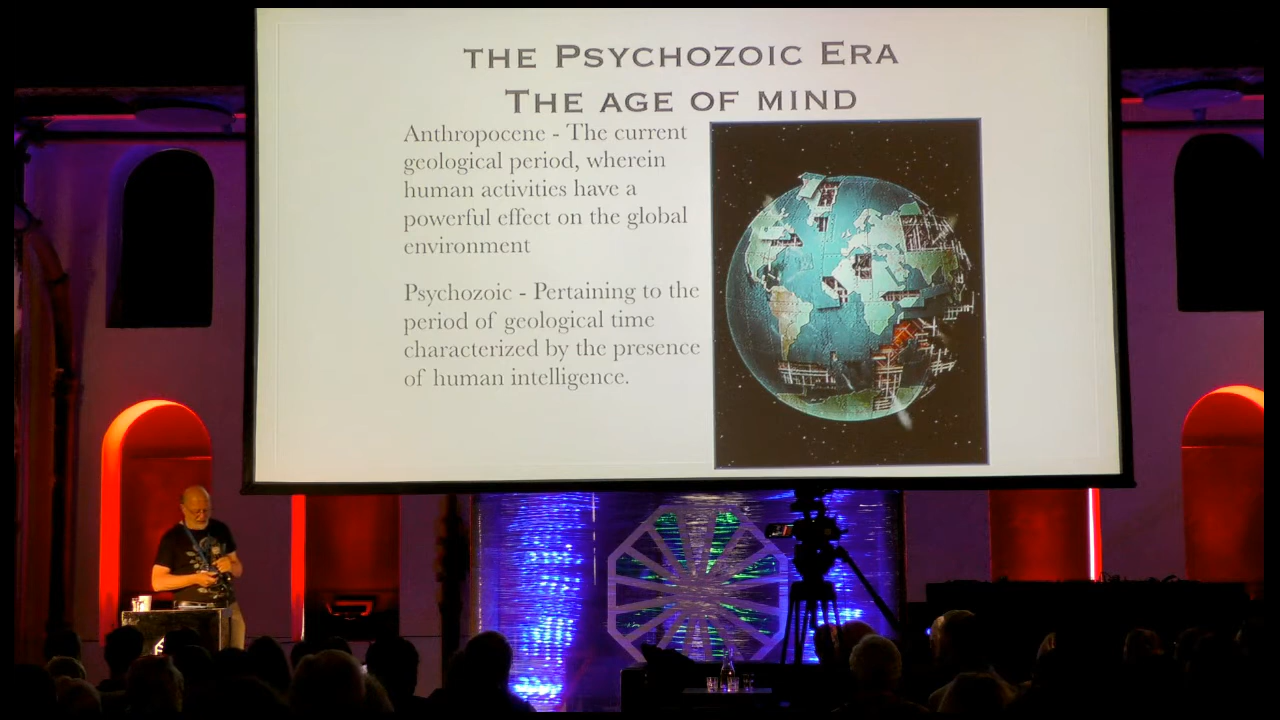 THE PSYCHOZOIC ERA
THE AGE OF MIND
Anthropocene - The current
geological period, wherein
human activities have a
powerful effect on the global
environment
Psychozoic - Pertaining to the
period of geological time
characterized by the presence
of human intelligence.